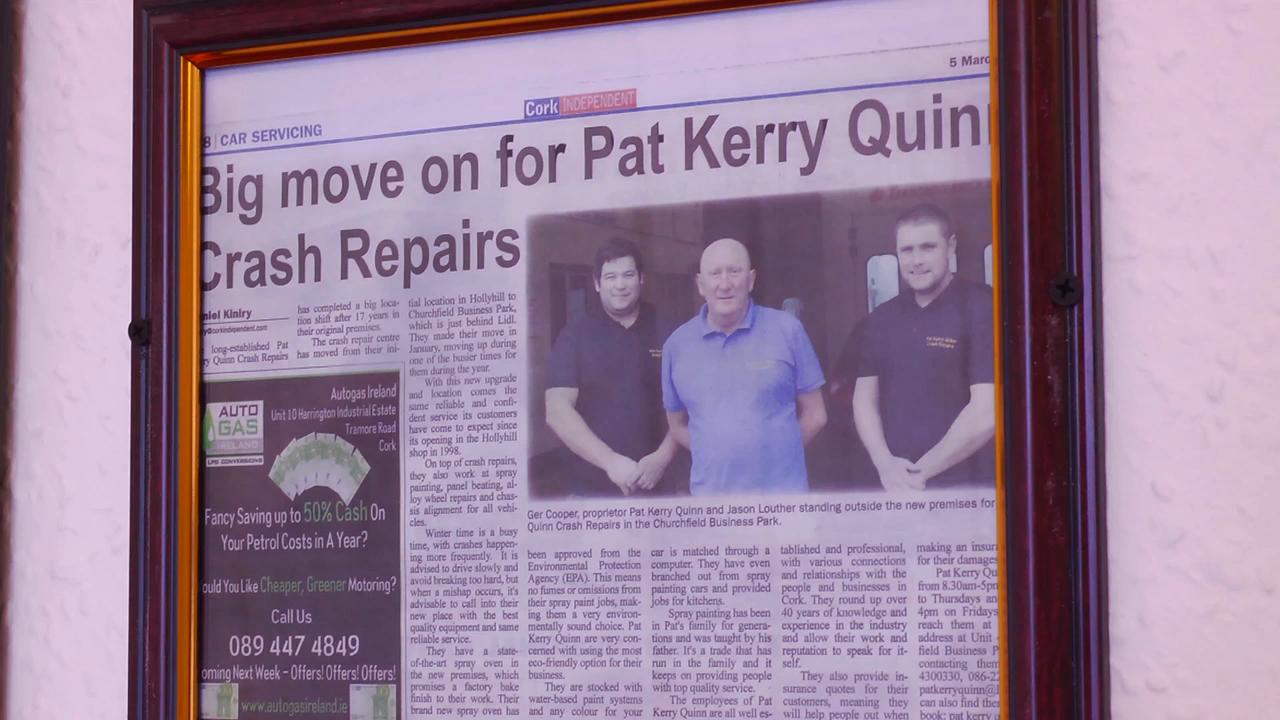 8 | CAR SERVICING
Cork INDEPENDENT
5 Marc
Big move on for Pat Kerry Quinn
Crash Repairs
niel Kiniry
y@corkindependent.com
long-established Pat
ry Quinn Crash Repairs
has completed a big loca-
tion shift after 17 years in
their original premises.
The crash repair centre
has moved from their ini-
tial location in Hollyhill to
Churchfield Business Park,
which is just behind Lidl.
They made their move in
January, moving up during
one of the busier times for
them during the year.
With this new upgrade
and location comes the
same reliable and confi-
dent service its customers
have come to expect since
its opening in the Hollyhill
shop in 1998.
On top of crash repairs,
they also work at spray
painting, panel beating, al-
loy wheel repairs and chas-
sis alignment for all vehi-
cles.
Winter time is a busy
time, with crashes happen-
ing more frequently. It is
advised to drive slowly and
avoid breaking too hard, but
when a mishap occurs, it's
advisable to call into their
new place with the best
quality equipment and same
reliable service.
They have a state-
of-the-art spray oven in
the new premises, which
promises a factory bake
finish to their work. Their
brand new spray oven has
Ger Cooper, proprietor Pat Kerry Quinn and Jason Louther standing outside the new premises for
Quinn Crash Repairs in the Churchfield Business Park.
been approved from the
Environmental Protection
Agency (EPA). This means
no fumes or omissions from
their spray paint jobs, mak-
ing them a very environ-
mentally sound choice. Pat
Kerry Quinn are very con-
cerned with using the most
eco-friendly option for their
business.
They are stocked with
water-based paint systems
and any colour for your
car is matched through a
computer. They have even
branched out from spray
painting cars and provided
jobs for kitchens.
Spray painting has been
in Pat's family for genera-
tions and was taught by his
father. It's a trade that has
run in the family and it
keeps on providing people
with top quality service.
The employees of Pat
Kerry Quinn are all well es-
tablished and professional,
with various connections
and relationships with the
people and businesses in
Cork. They round up over
40 years of knowledge and
experience in the industry
and allow their work and
reputation to speak for it-
self.
They also provide in-
surance quotes for their
customers, meaning they
will help people out when
making an insura
for their damages
Pat Kerry Qu
from 8.30am-5pm
to Thursdays an
4pm on Fridays
reach them at
address at Unit
field Business P
contacting them
4300330, 086-22
patkerryquinn@
can also find the
book: pat kerry q
AUTO
GAS
IRELAND
LPG CONVERSIONS
Autogas Ireland
Unit 10 Harrington Industrial Estate
Tramore Road
Cork
Fancy Saving up to 50% Cash On
Your Petrol Costs in A Year?
ould You Like Cheaper, Greener Motoring?
Call Us
089 447 4849
oming Next Week – Offers! Offers! Offers!
www.autogasireland.ie